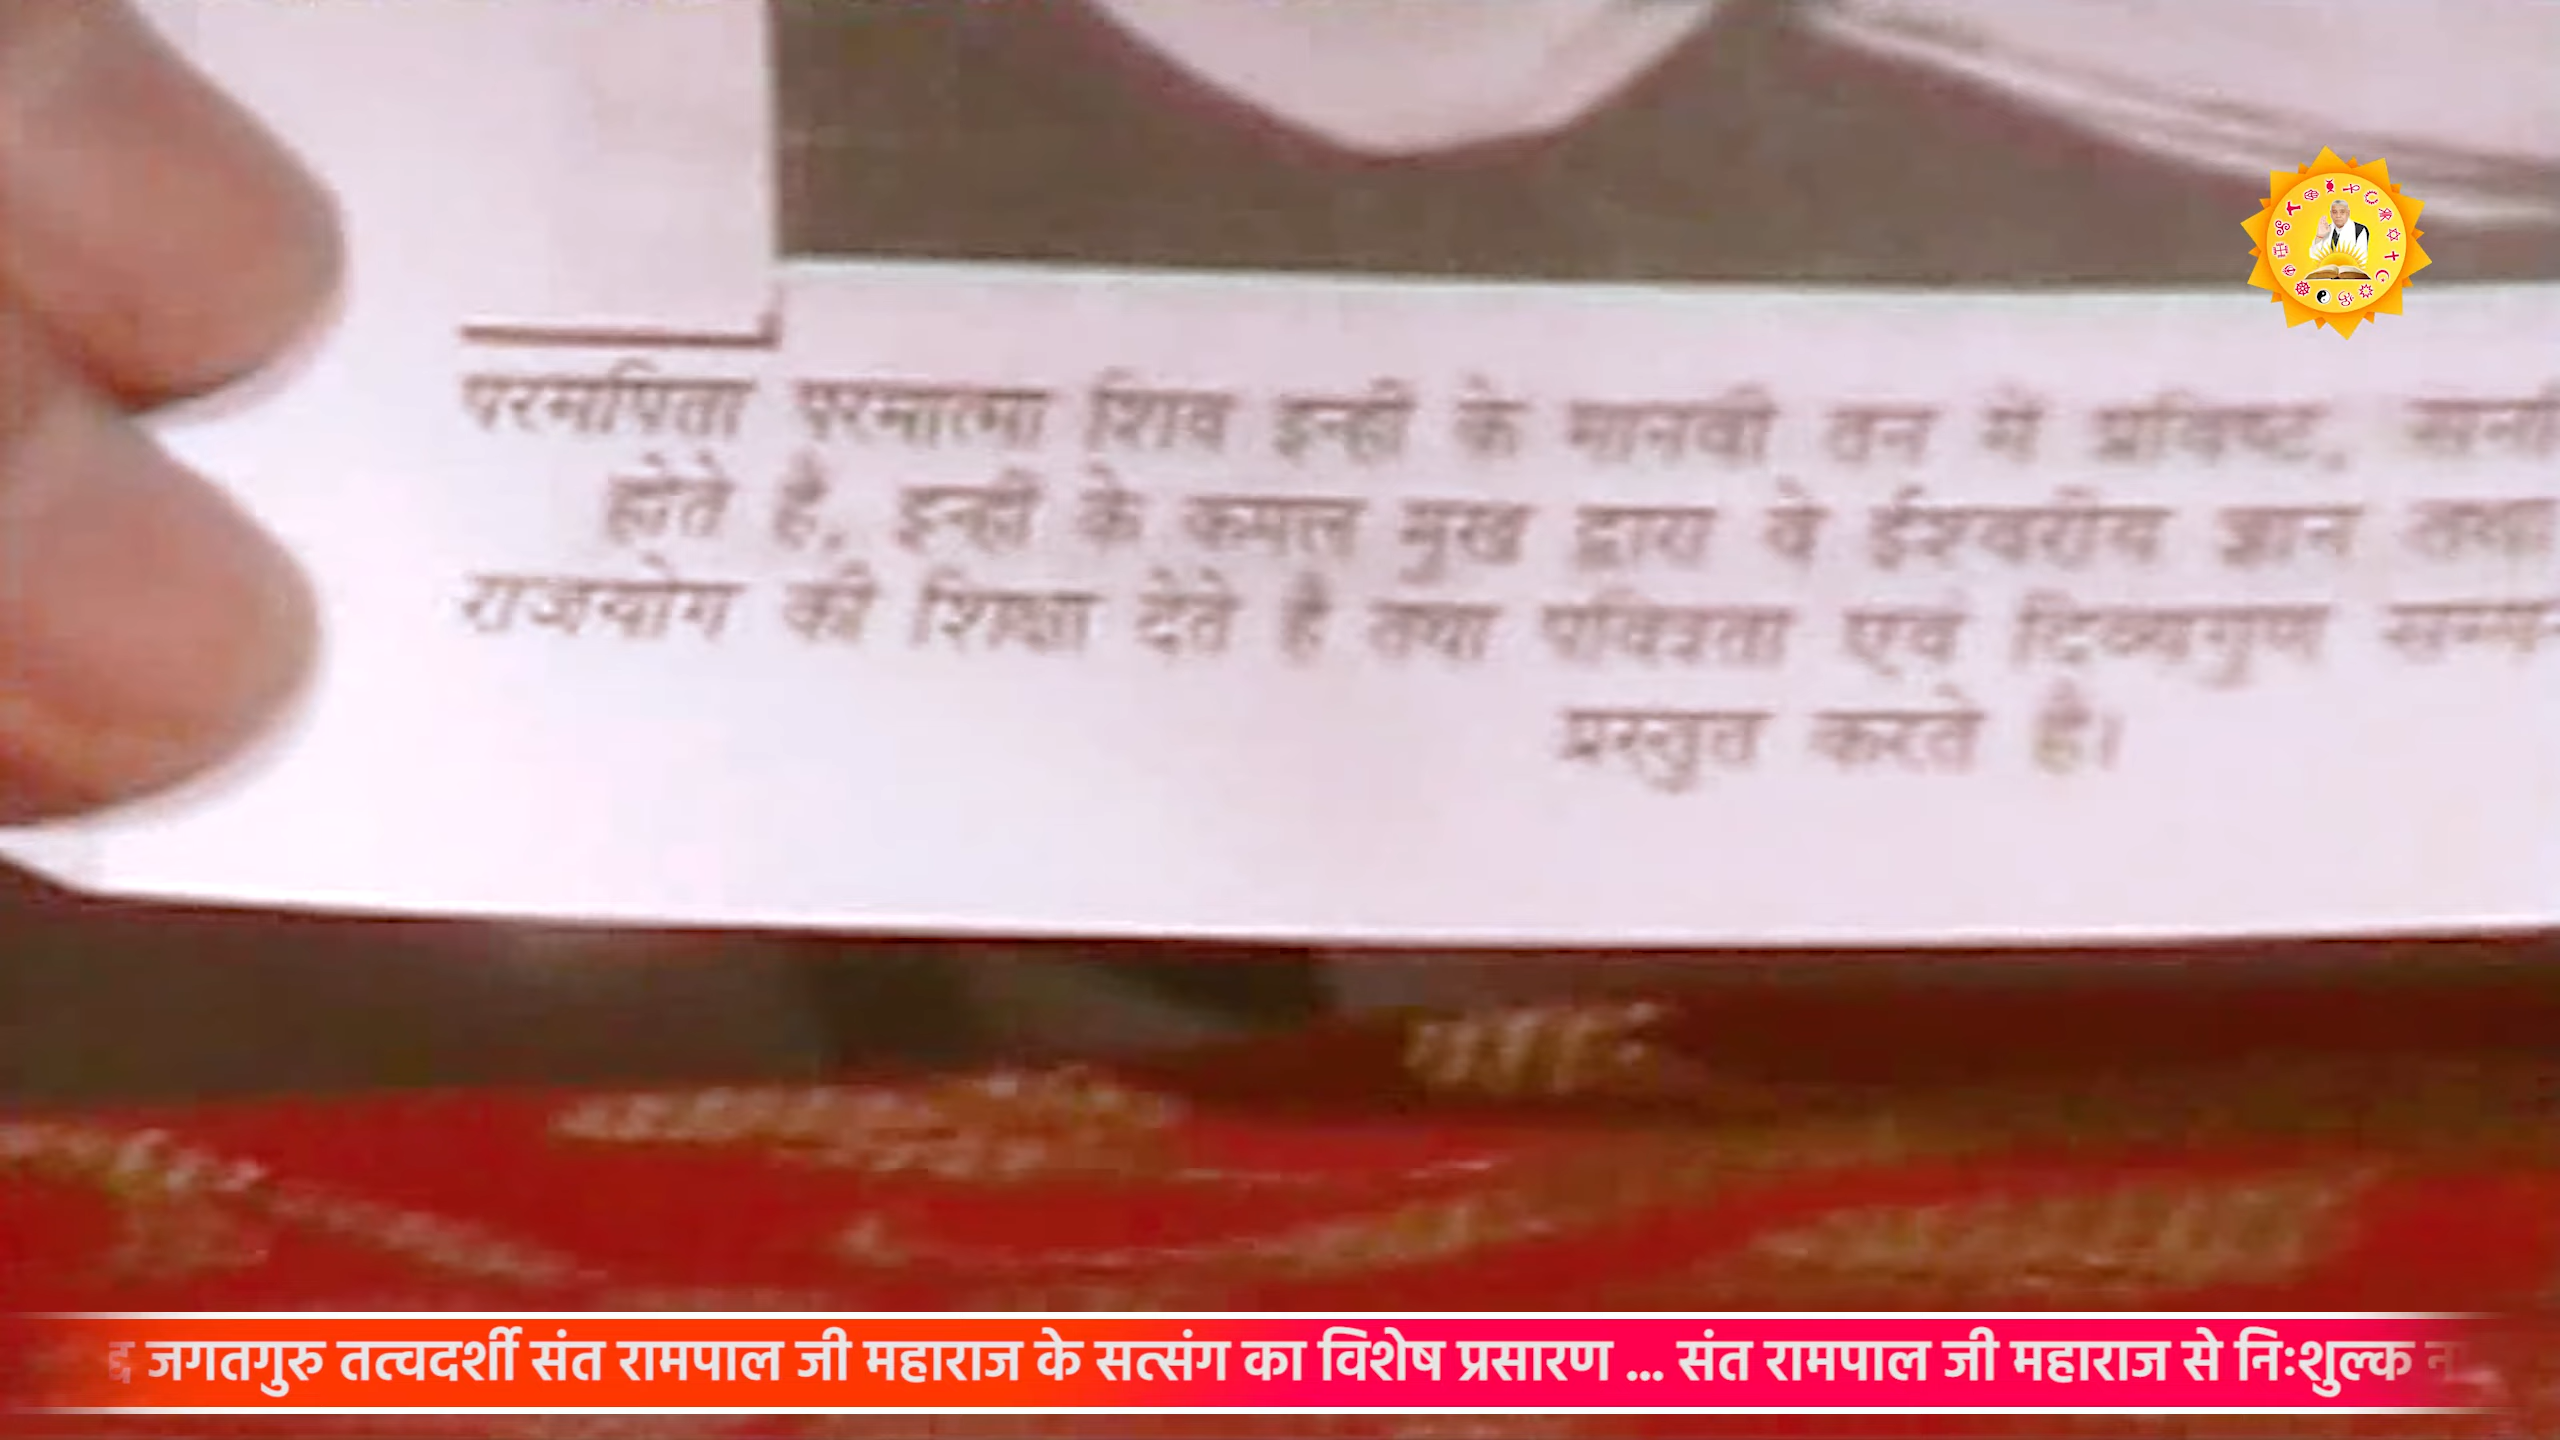 परमपिता परमात्मा शिव इन्हीं के मानवी तन में प्रविष्ट,
होते हैं, इन्हीं के कमल मुख द्वारा वे ईश्वरीय ज्ञान तथा
राजयोग की शिक्षा देते हैं तथा पवित्रता एवं दिव्यगुण
प्रस्तुत करते हैं।
जगतगुरु तत्वदर्शी संत रामपाल जी महाराज के सत्संग का विशेष प्रसारण ... संत रामपाल जी महाराज से निःशुल्क